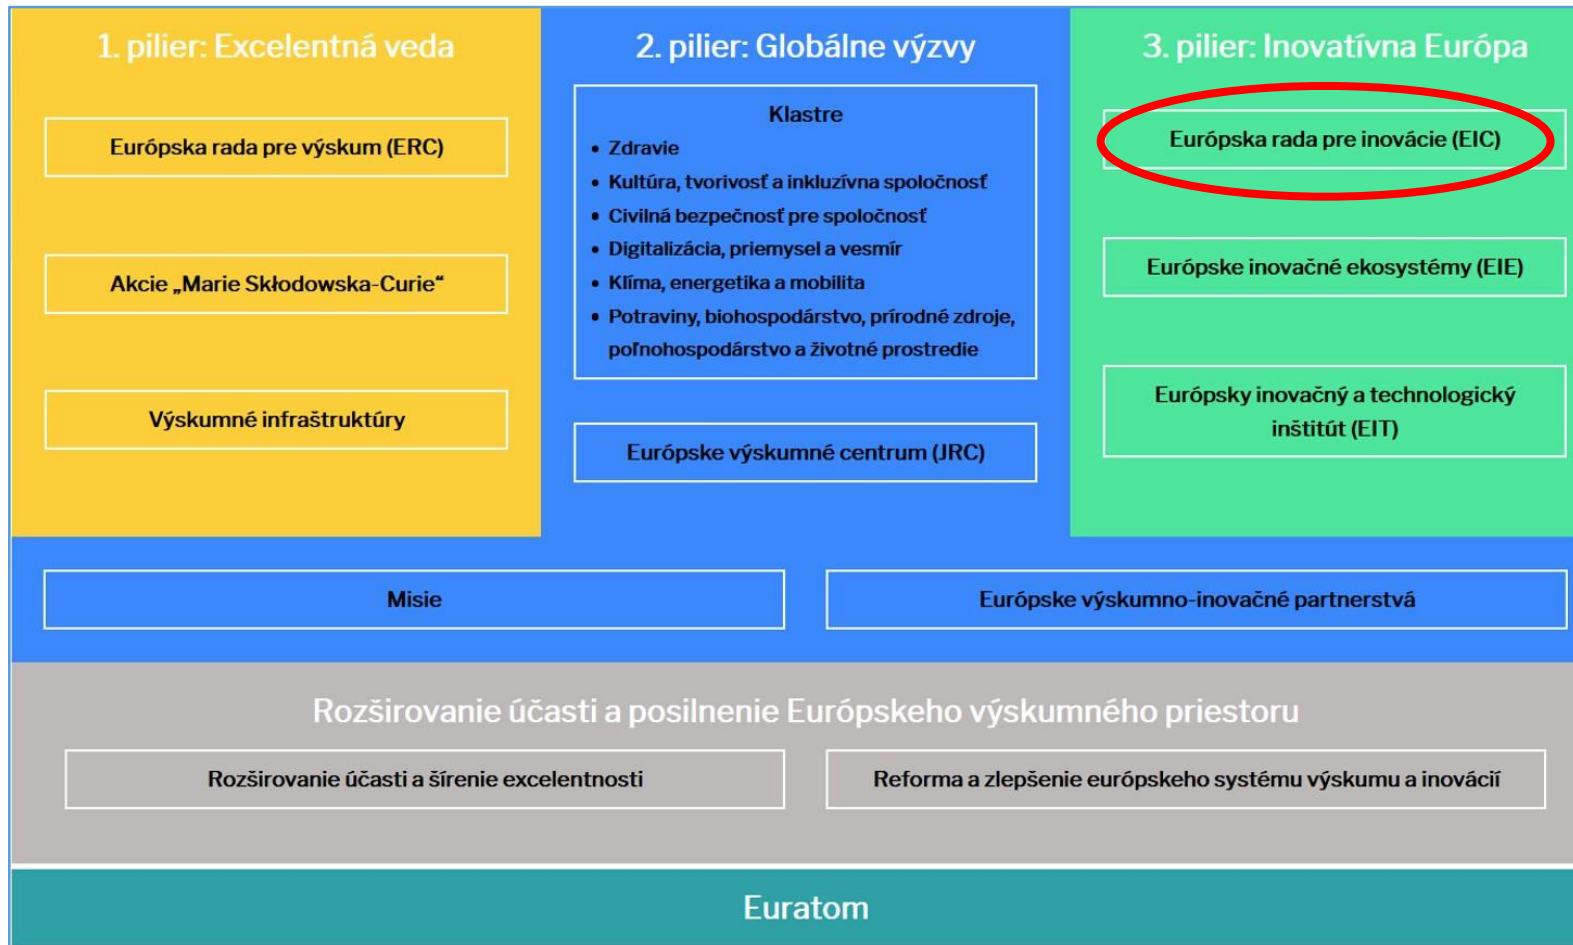 1. pilier: Excelentná veda
Európska rada pre výskum (ERC)
Akcie „Marie Skłodowska-Curie“
Výskumné infraštruktúry
2. pilier: Globálne výzvy
Klastre
• Zdravie
• Kultúra, tvorivosť a inkluzívna spoločnosť
• Civilná bezpečnosť pre spoločnosť
• Digitalizácia, priemysel a vesmír
• Klíma, energetika a mobilita
• Potraviny, biohospodárstvo, prírodné zdroje,
poľnohospodárstvo a životné prostredie
Európske výskumné centrum (JRC)
3. pilier: Inovatívna Európa
Európska rada pre inovácie (EIC)
Európske inovačné ekosystémy (EIE)
Európsky inovačný a technologický
inštitút (EIT)
Misie
Európske výskumno-inovačné partnerstvá
Rozširovanie účasti a posilnenie Európskeho výskumného priestoru
Rozširovanie účasti a šírenie excelentnosti
Reforma a zlepšenie európskeho systému výskumu a inovácií
Euratom